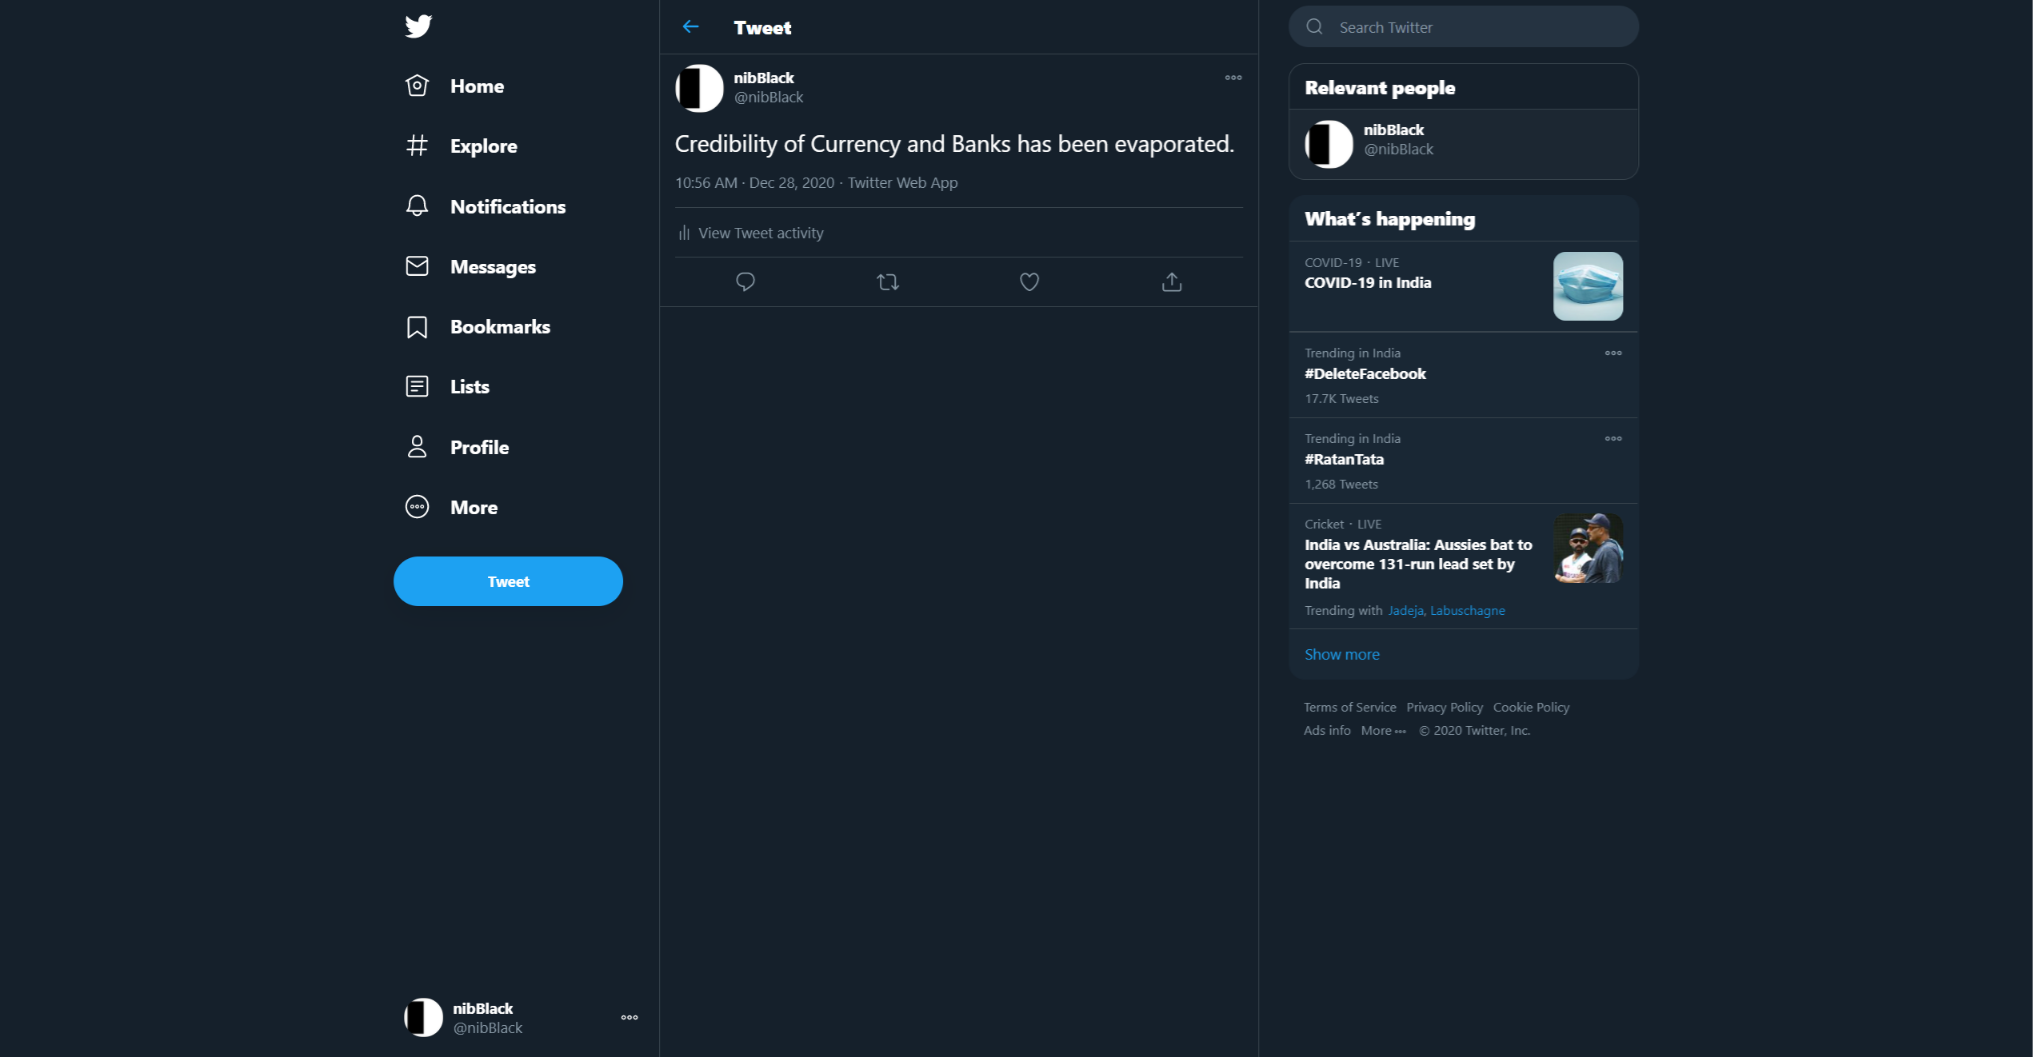 Home
Explore
Notifications
Messages
Bookmarks
Lists
Profile
More
Tweet
nibBlack
@nibBlack
Tweet
nibBlack
@nibBlack
Credibility of Currency and Banks has been evaporated.
10:56 AM · Dec 28, 2020 · Twitter Web App
View Tweet activity
Search Twitter
Relevant people
nibBlack
@nibBlack
What's happening
COVID-19 · LIVE
COVID-19 in India
Trending in India
#DeleteFacebook
17.7K Tweets
Trending in India
#RatanTata
1,268 Tweets
Cricket · LIVE
India vs Australia: Aussies bat to
overcome 131-run lead set by
India
Trending with Jadeja, Labuschagne
Show more
Terms of Service Privacy Policy Cookie Policy
Ads info More ··· © 2020 Twitter, Inc.